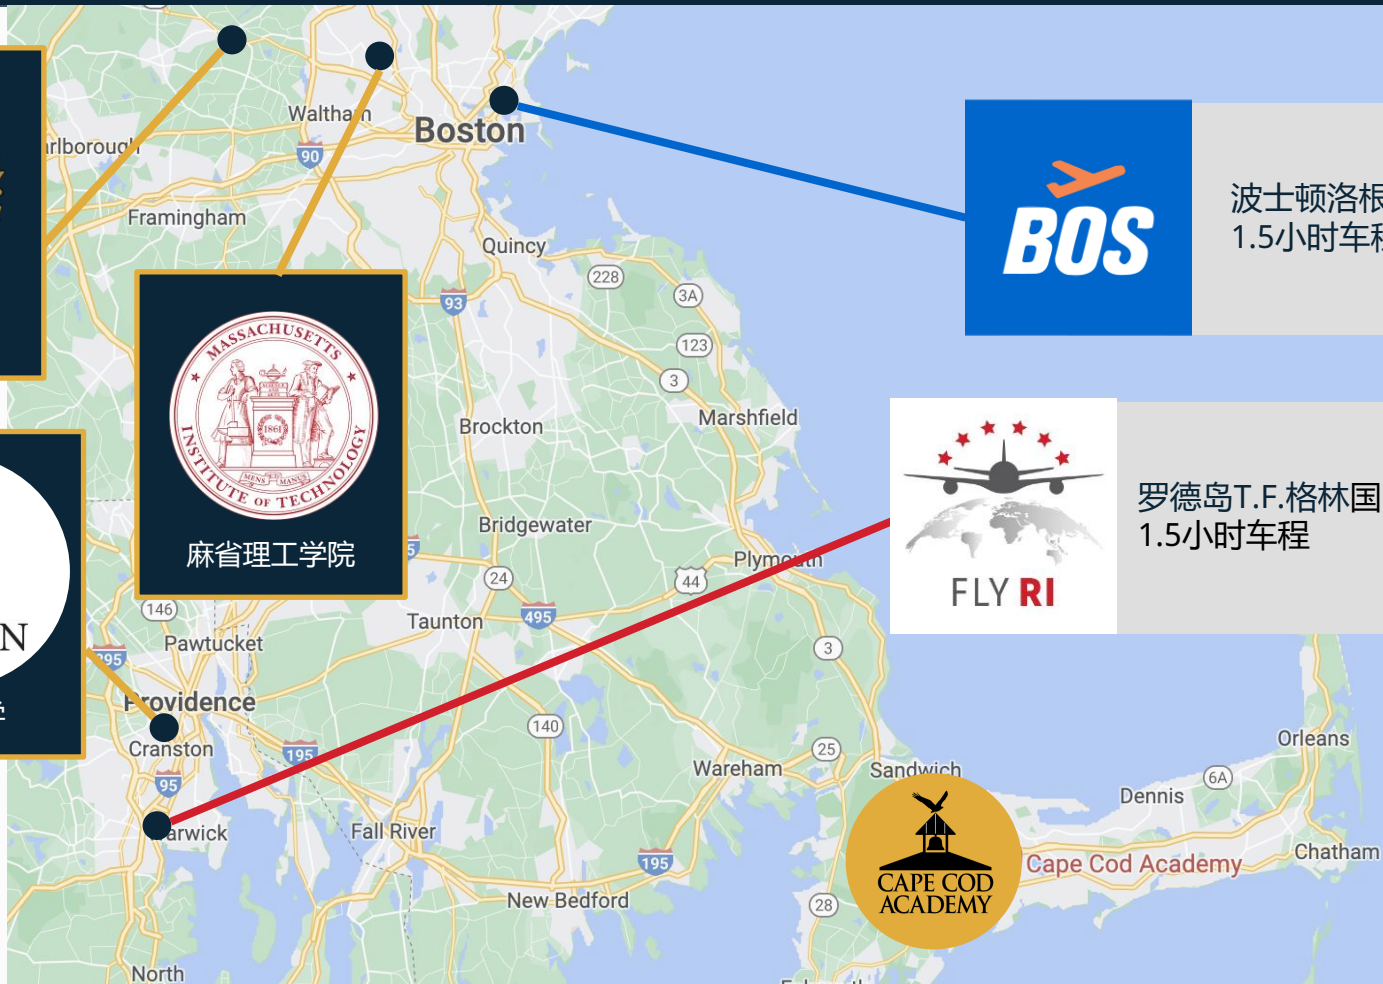 Waltham
Boston
90
Framingham
Quincy
228
3A
93
123
3
Marshfield
Brockton
Bridgewater
Plymouth
24
44
495
146
Taunton
Pawtucket
3
Providence
140
Cranston
195
25
Wareham
Sandwich
Orleans
6A
Dennis
95
Fall River
195
Cape Cod Academy
Chatham
New Bedford
28
North
BOS
波士顿洛根
1.5小时车程
FLY RI
罗德岛T.F.格林国
1.5小时车程
MASSACHUSETTS
INSTITUTE OF TECHNOLOGY
1861
MENS MANUS
麻省理工学院
CAPE COD
ACADEMY